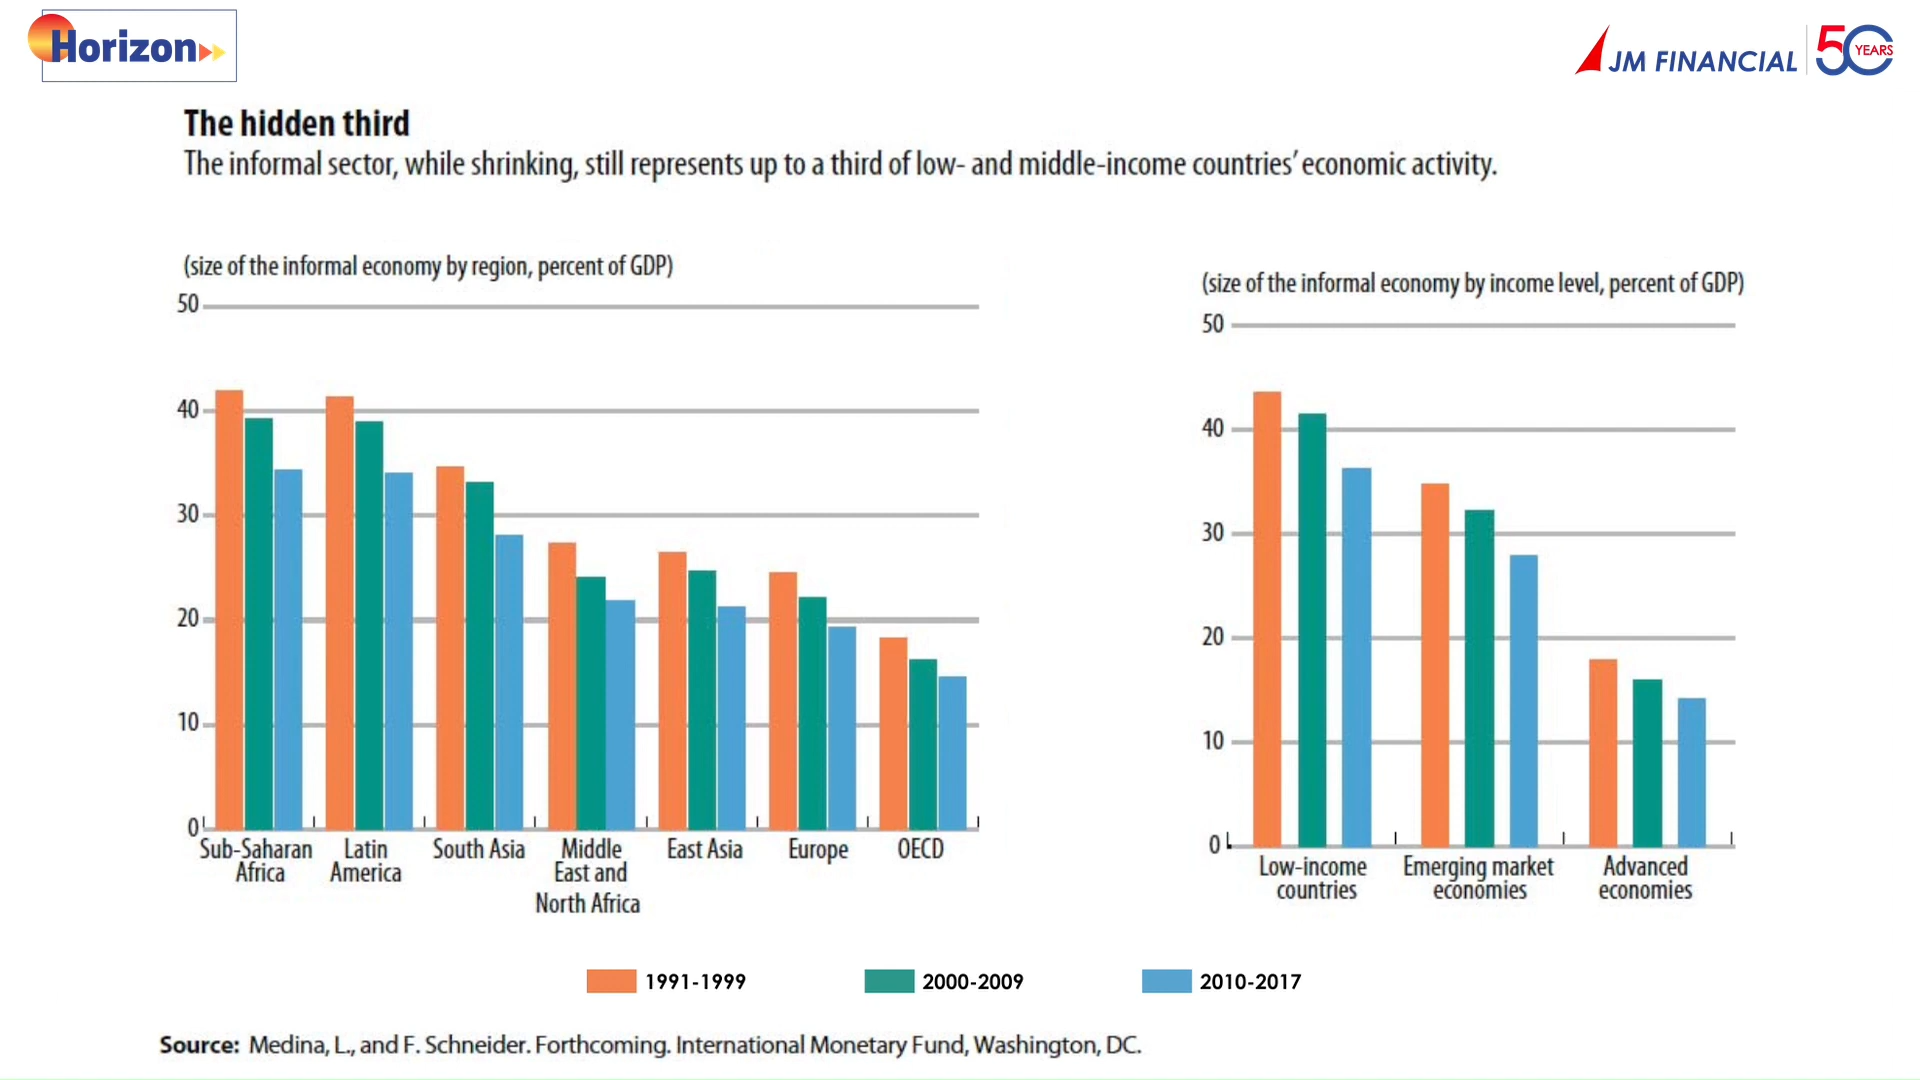 Horizon
JM FINANCIAL
50 YEARS
The hidden third
The informal sector, while shrinking, still represents up to a third of low- and middle-income countries' economic activity.
(size of the informal economy by region, percent of GDP)
50
40
30
20
10
0
Sub-Saharan
Africa
Latin
America
South Asia
Middle
East and
North Africa
East Asia
Europe
OECD
(size of the informal economy by income level, percent of GDP)
50
40
30
20
10
0
Low-income
countries
Emerging market
economies
Advanced
economies
1991-1999
2000-2009
2010-2017
Source: Medina, L., and F. Schneider. Forthcoming. International Monetary Fund, Washington, DC.